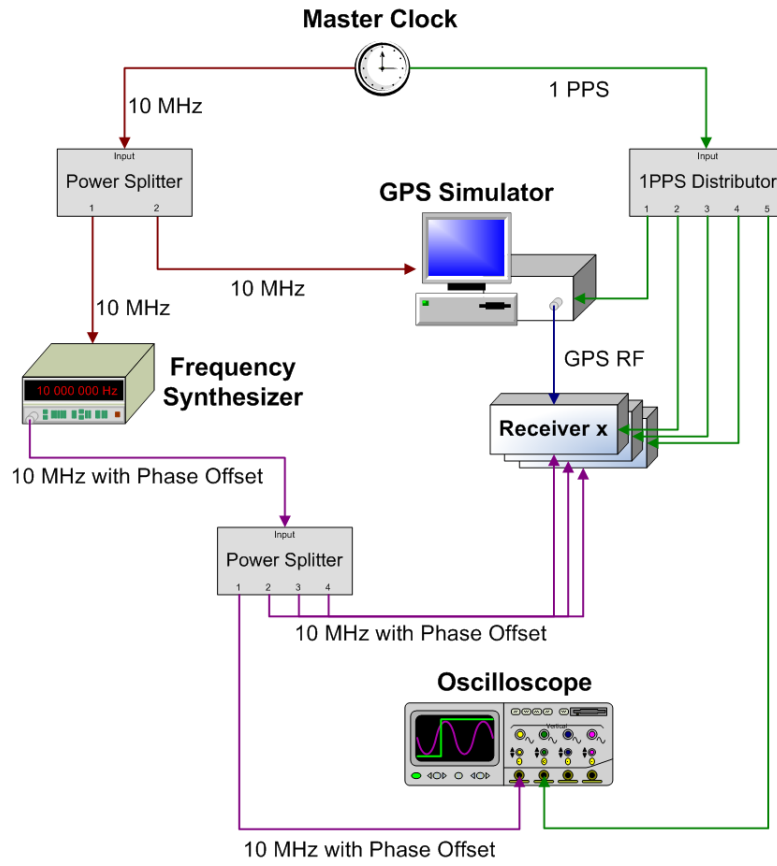 Master Clock
10 MHz
1 PPS
Input
Power Splitter
1 2
Input
1PPS Distributor
1 2 3 4 5
GPS Simulator
10 MHz
10 MHz
GPS RF
Frequency
Synthesizer
10 000 000 Hz
Receiver x
10 MHz with Phase Offset
Input
Power Splitter
1 2 3 4
10 MHz with Phase Offset
Oscilloscope
Vertical
10 MHz with Phase Offset